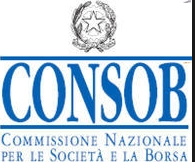 CONSOB
COMMISSIONE NAZIONALE
PER LE SOCIETÀ E LA BORSA